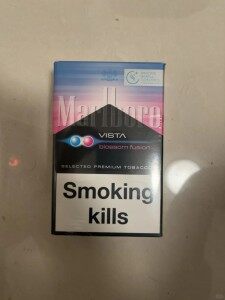 Marlboro
VISTA
blossom fusion
SELECTED PREMIUM TOBACCO
Smoking
kills